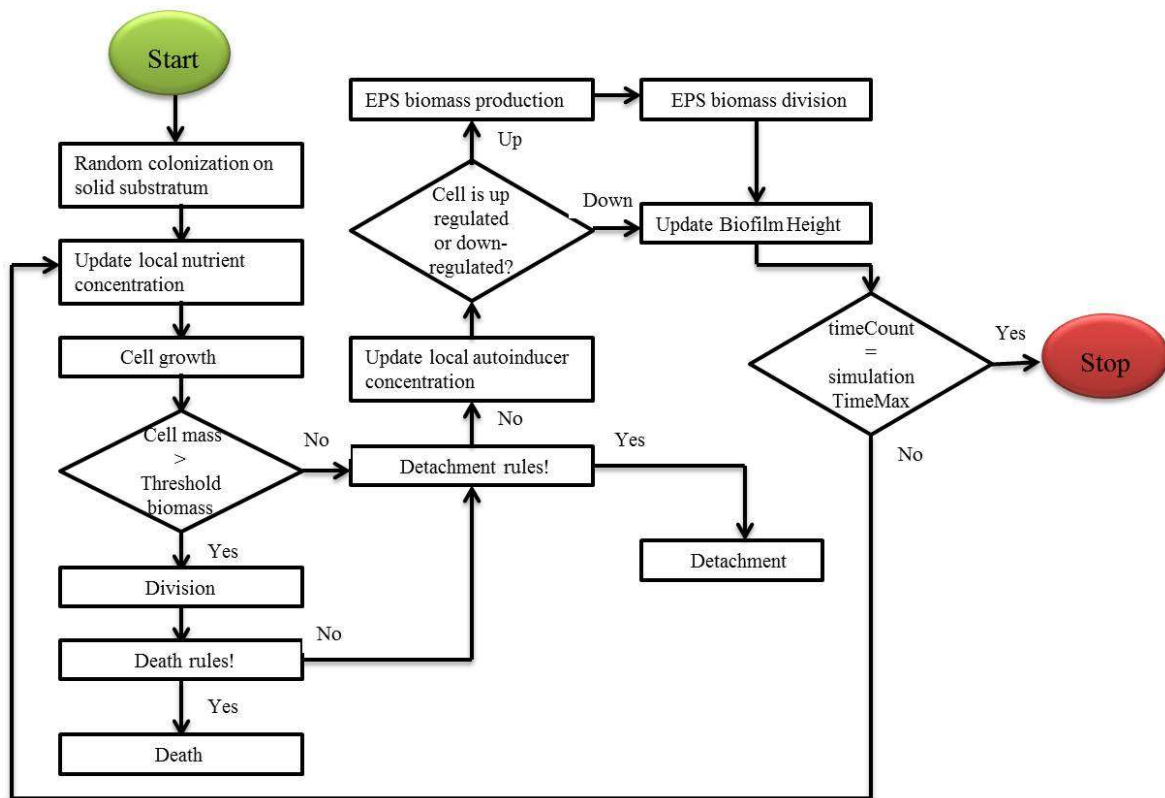 Start
Random colonization on
solid substratum
Update local nutrient
concentration
Cell growth
Cell mass
>
Threshold
biomass
No
Yes
Division
Death rules!
No
Yes
Death
EPS biomass production
EPS biomass division
Up
Cell is up
regulated
or down-
regulated?
Down
Update Biofilm Height
Update local autoinducer
concentration
No
Detachment rules!
Yes
Detachment
timeCount
=
simulation
TimeMax
Yes
No
Stop